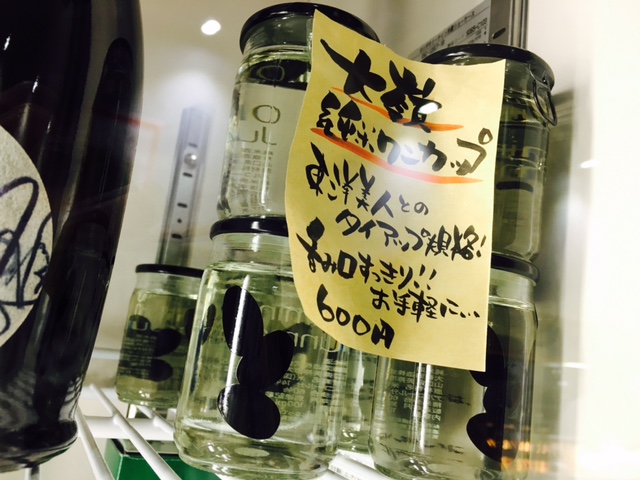 大嶺
純米ワンカップ
東洋美人との
タイアップ規格!
呑み口すっきり!!
お手軽に…
600円